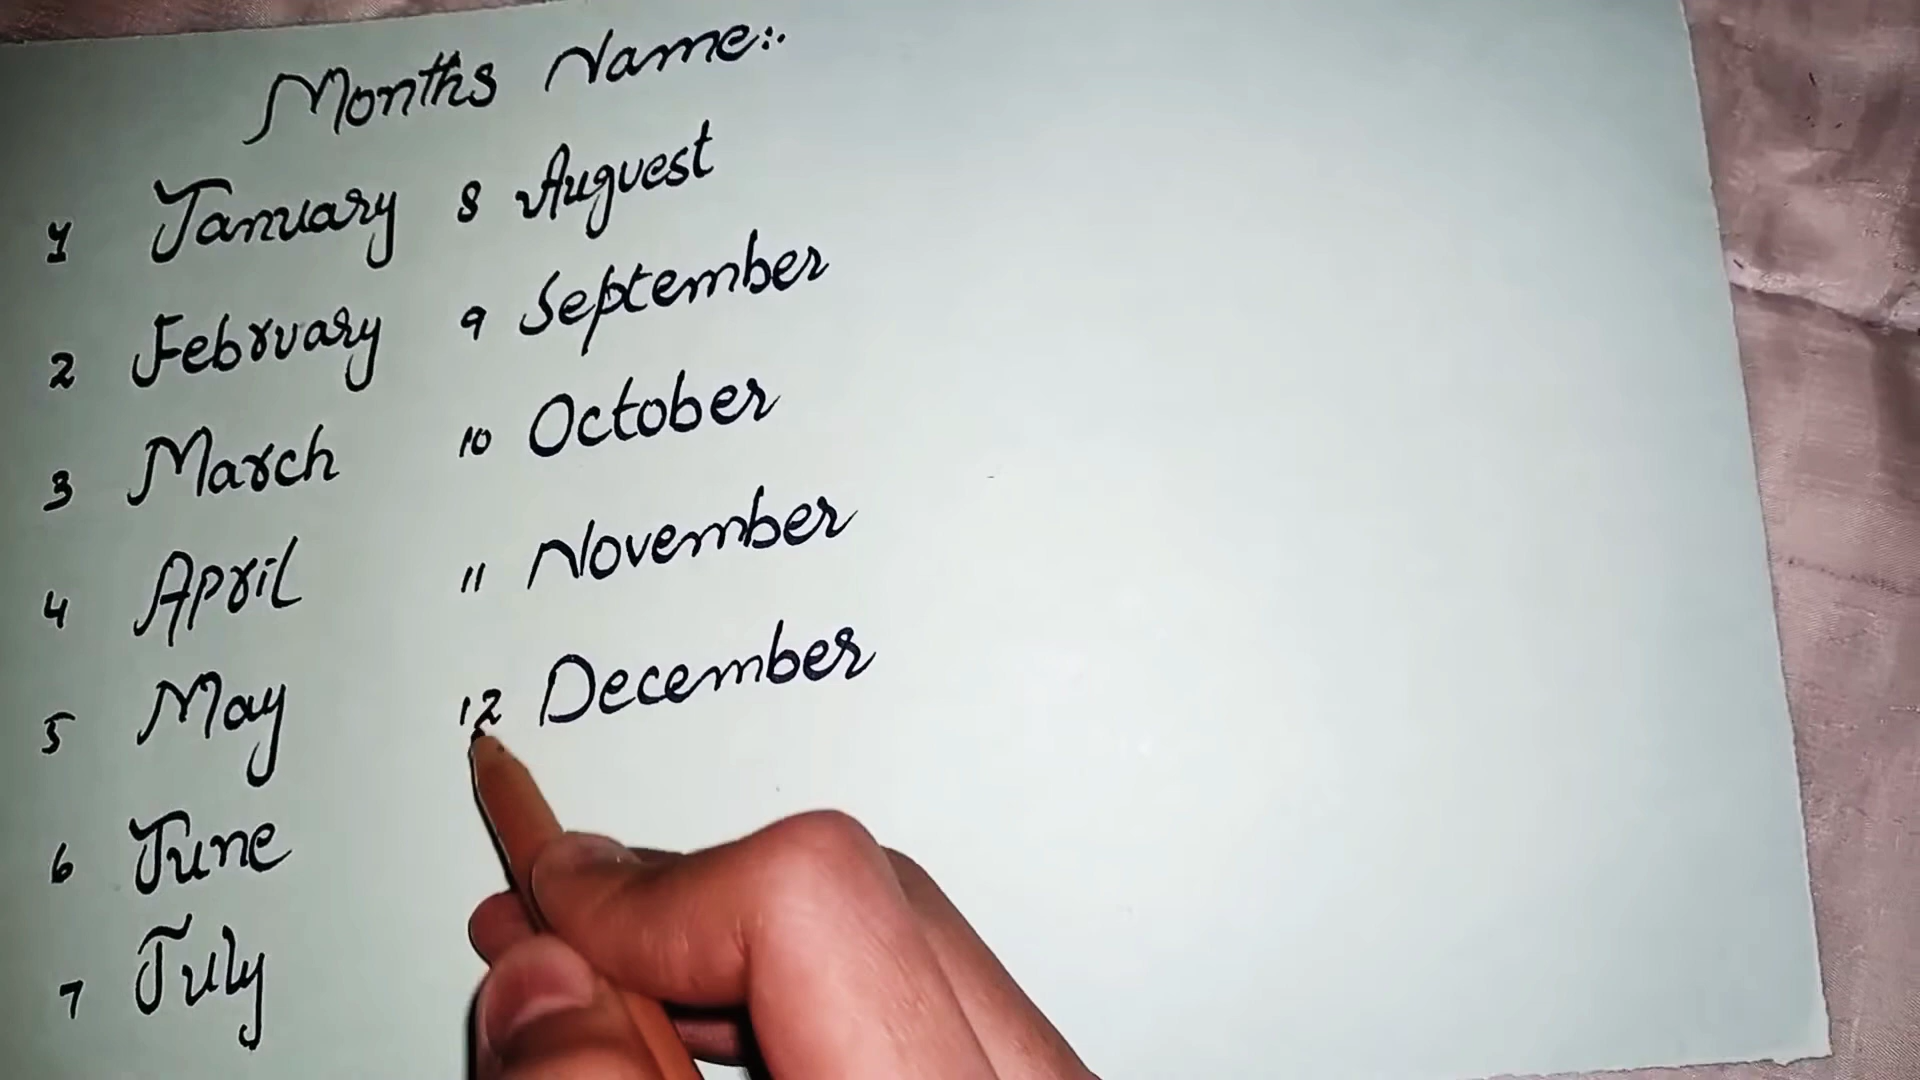 Months Name:.
1 January
2 February
3 March
4 April
5 May
6 June
7 July
8 Auguest
9 September
10 October
11 November
12 December